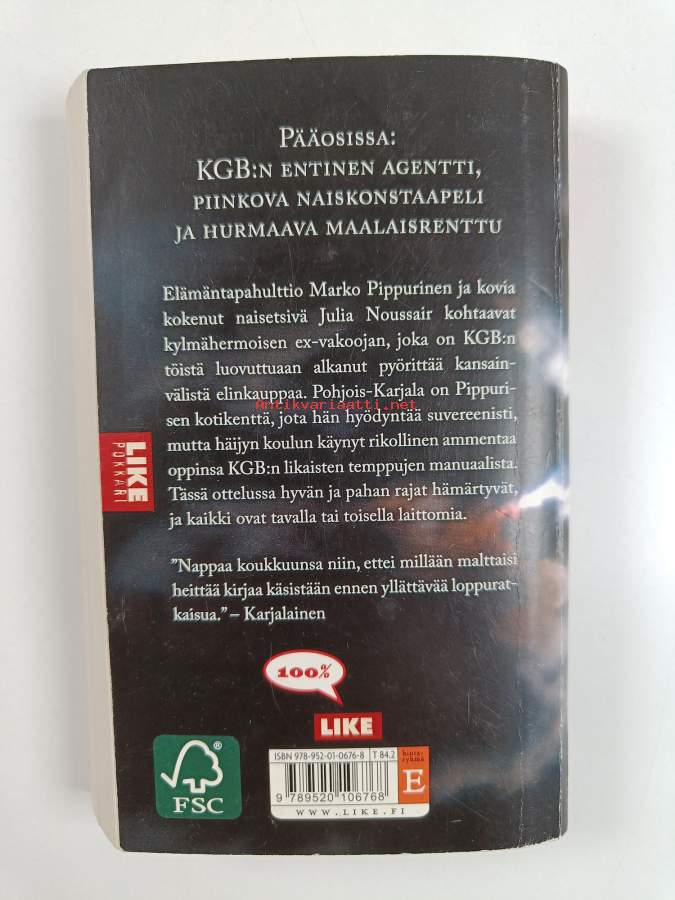 PÄÄOSISSA:
KGB:N ENTINEN AGENTTI,
PIINKOVA NAISKONSTAAPELI
JA HURMAAVA MAALAISRENTTU
Elämäntapahulttio Marko Pippurinen ja kovia
kokenut naisetsivä Julia Noussair kohtaavat
kylmähermoisen ex-vakoojan, joka on KGB:n
töistä luovuttuaan alkanut pyörittää kansain-
välistä elinkauppaa. Pohjois-Karjala on Pippuri-
Antikvariaatti.net
sen kotikenttä, jota hän hyödyntää suvereenisti,
mutta häijyn koulun käynyt rikollinen ammentaa
oppinsa KGB:n likaisten temppujen manuaalista.
Tässä ottelussa hyvän ja pahan rajat hämärtyvät,
ja kaikki ovat tavalla tai toisella laittomia.
LIKE
POKKARI
"Nappaa koukkuunsa niin, ettei millään malttaisi
heittää kirjaa käsistään ennen yllättävää loppurat-
kaisua." – Karjalainen
100%
LIKE
FSC
ISBN 978-952-01-0676-8 T 84.2
9 789520 106768
WWW.LIKE.FI
hinta-
ryhmä
E